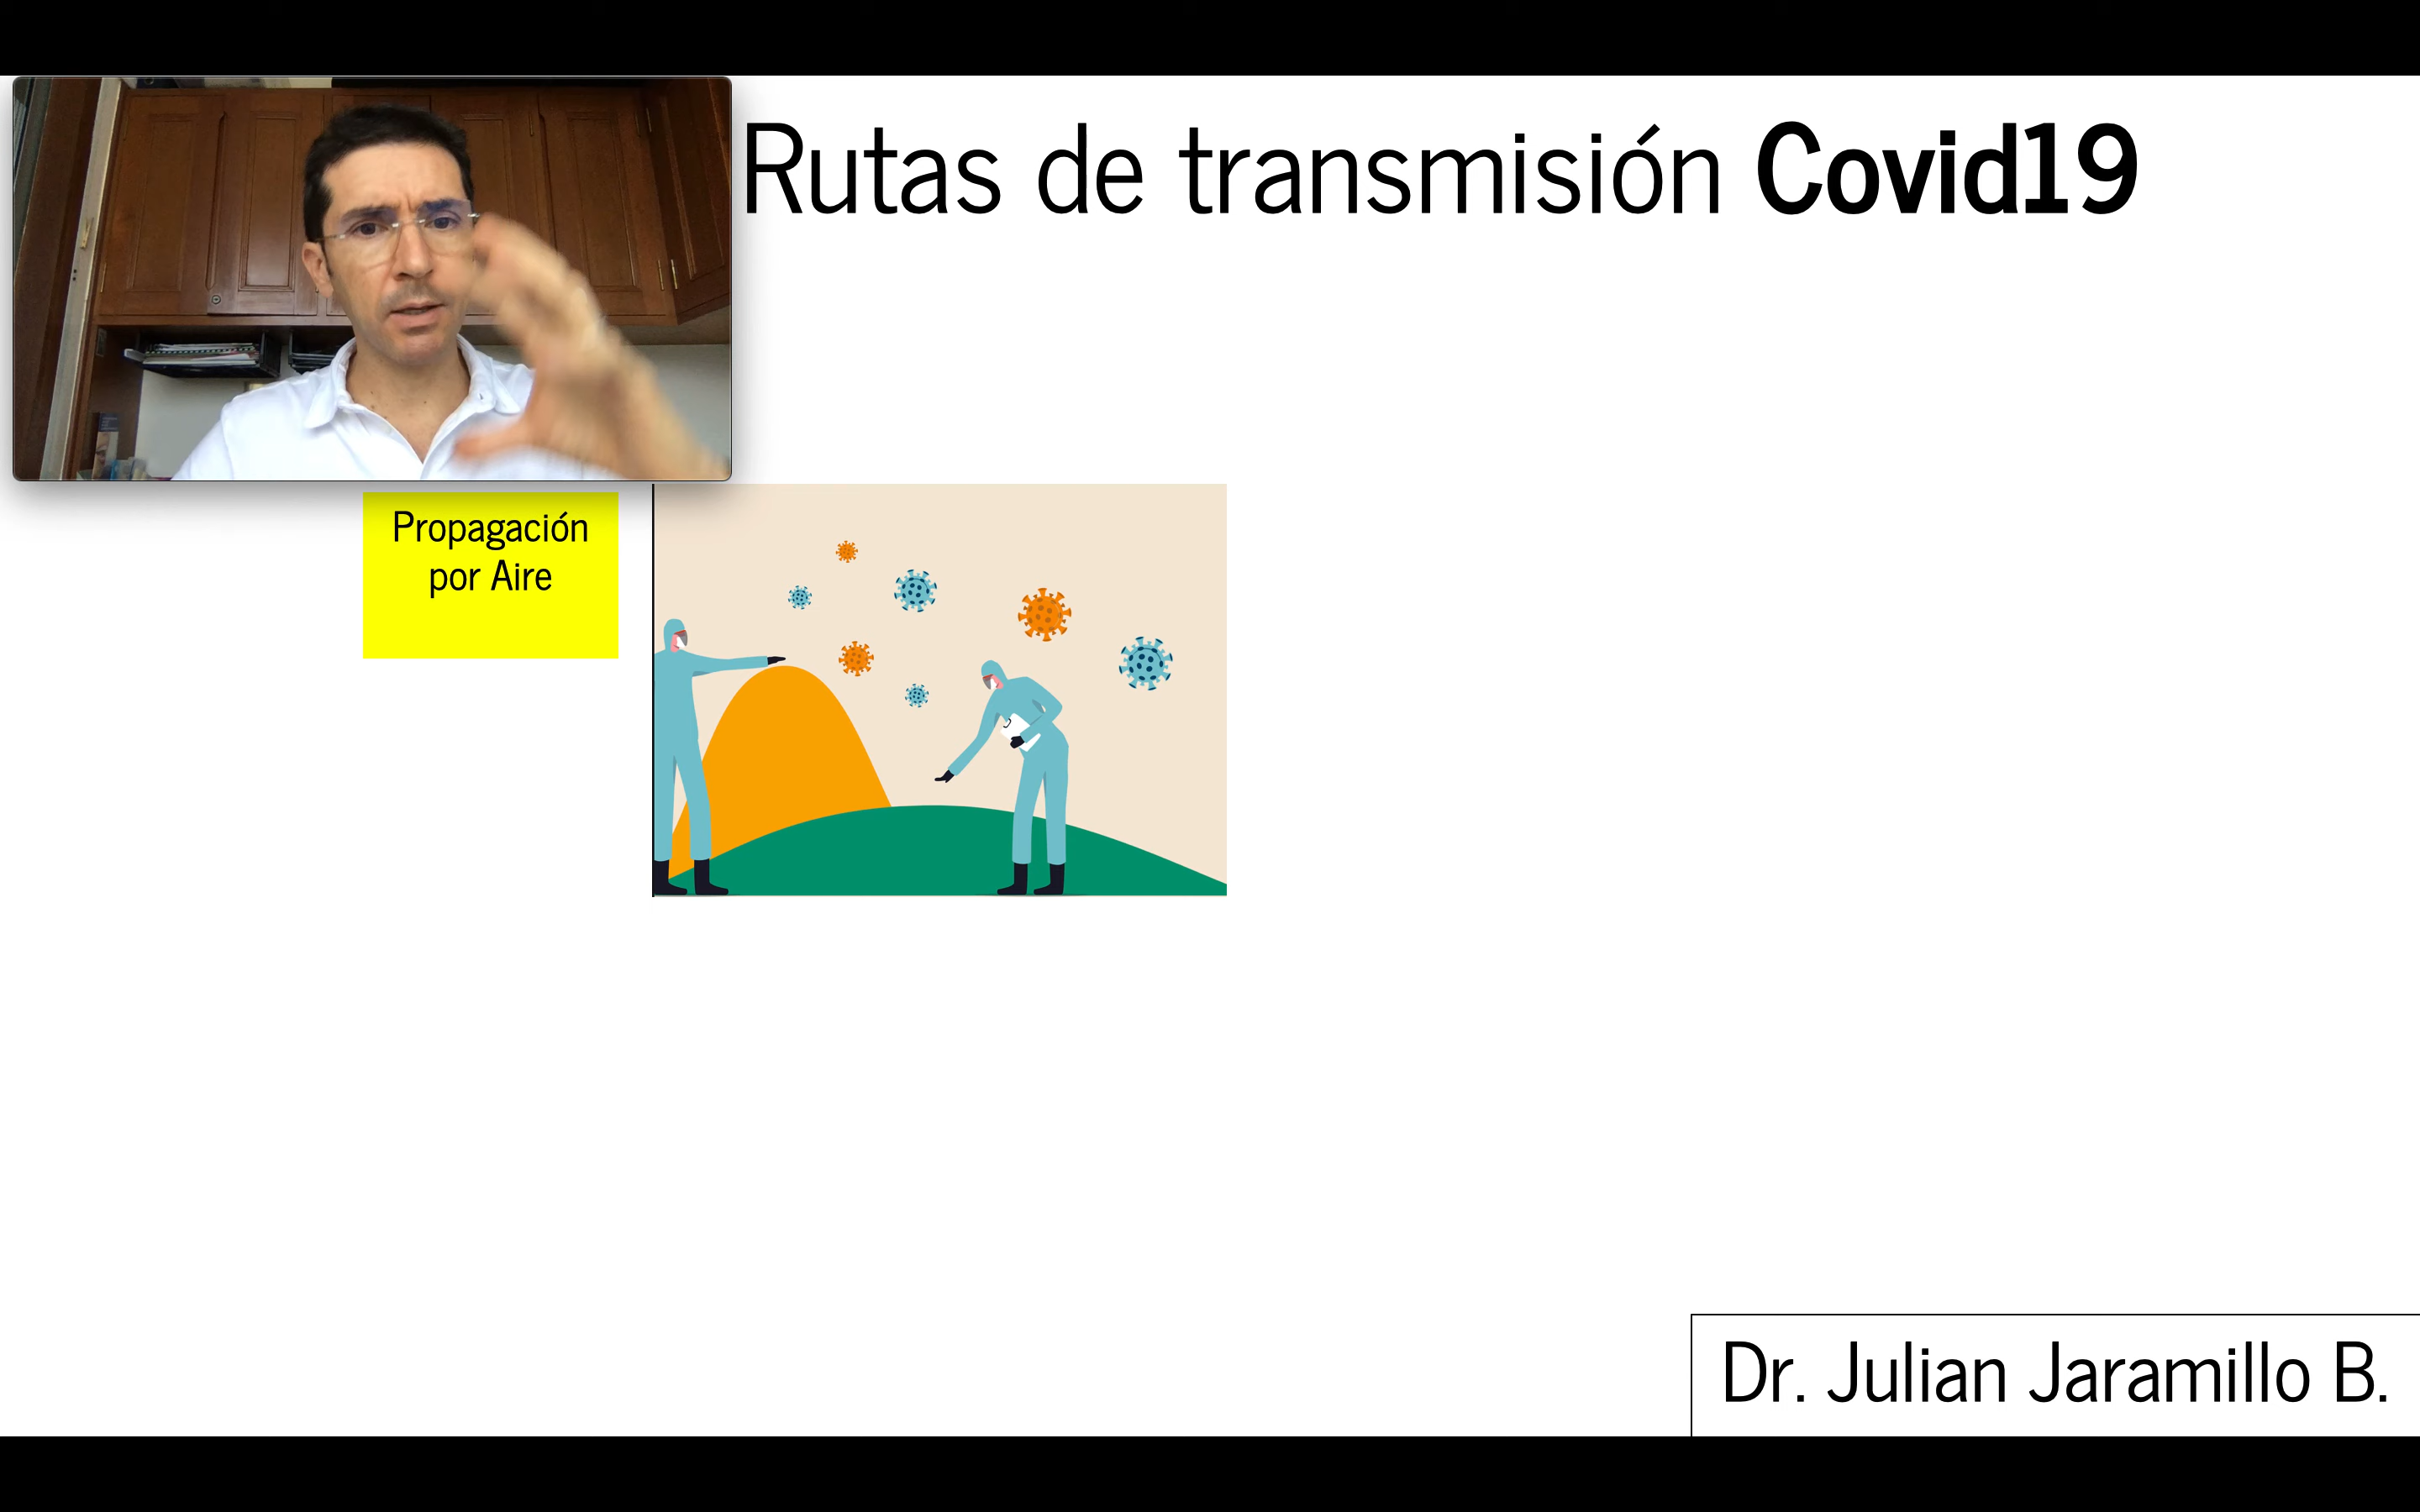 Rutas de transmisión Covid19
Propagación
por Aire
Dr. Julian Jaramillo B.